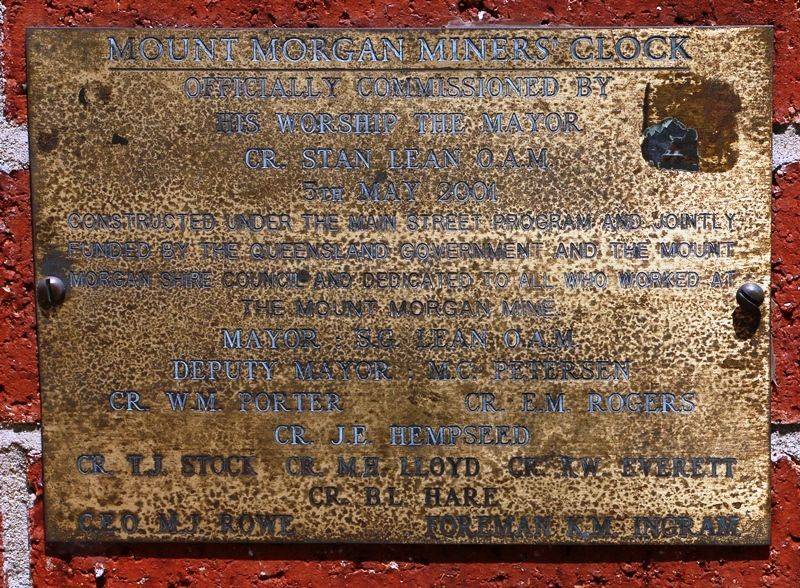 MOUNT MORGAN MINERS' CLOCK
OFFICIALLY COMMISSIONED BY
HIS WORSHIP THE MAYOR
CR. STAN LEAN O.A.M.
5TH MAY 2001
CONSTRUCTED UNDER THE MAIN STREET PROGRAM AND JOINTLY
FUNDED BY THE QUEENSLAND GOVERNMENT AND THE MOUNT
MORGAN SHIRE COUNCIL AND DEDICATED TO ALL WHO WORKED AT
THE MOUNT MORGAN MINE.
MAYOR : S.G. LEAN O.A.M.
DEPUTY MAYOR : M.C. PETERSEN
CR. W.M. PORTER CR. E.M. ROGERS
CR. J.E. HEMPSEED
CR. T.J. STOCK CR. M.H. LLOYD CR. EVERETT
CR. B.L. HARE
C.E.O. M.J. ROWE FOREMAN K.M. INGRAM